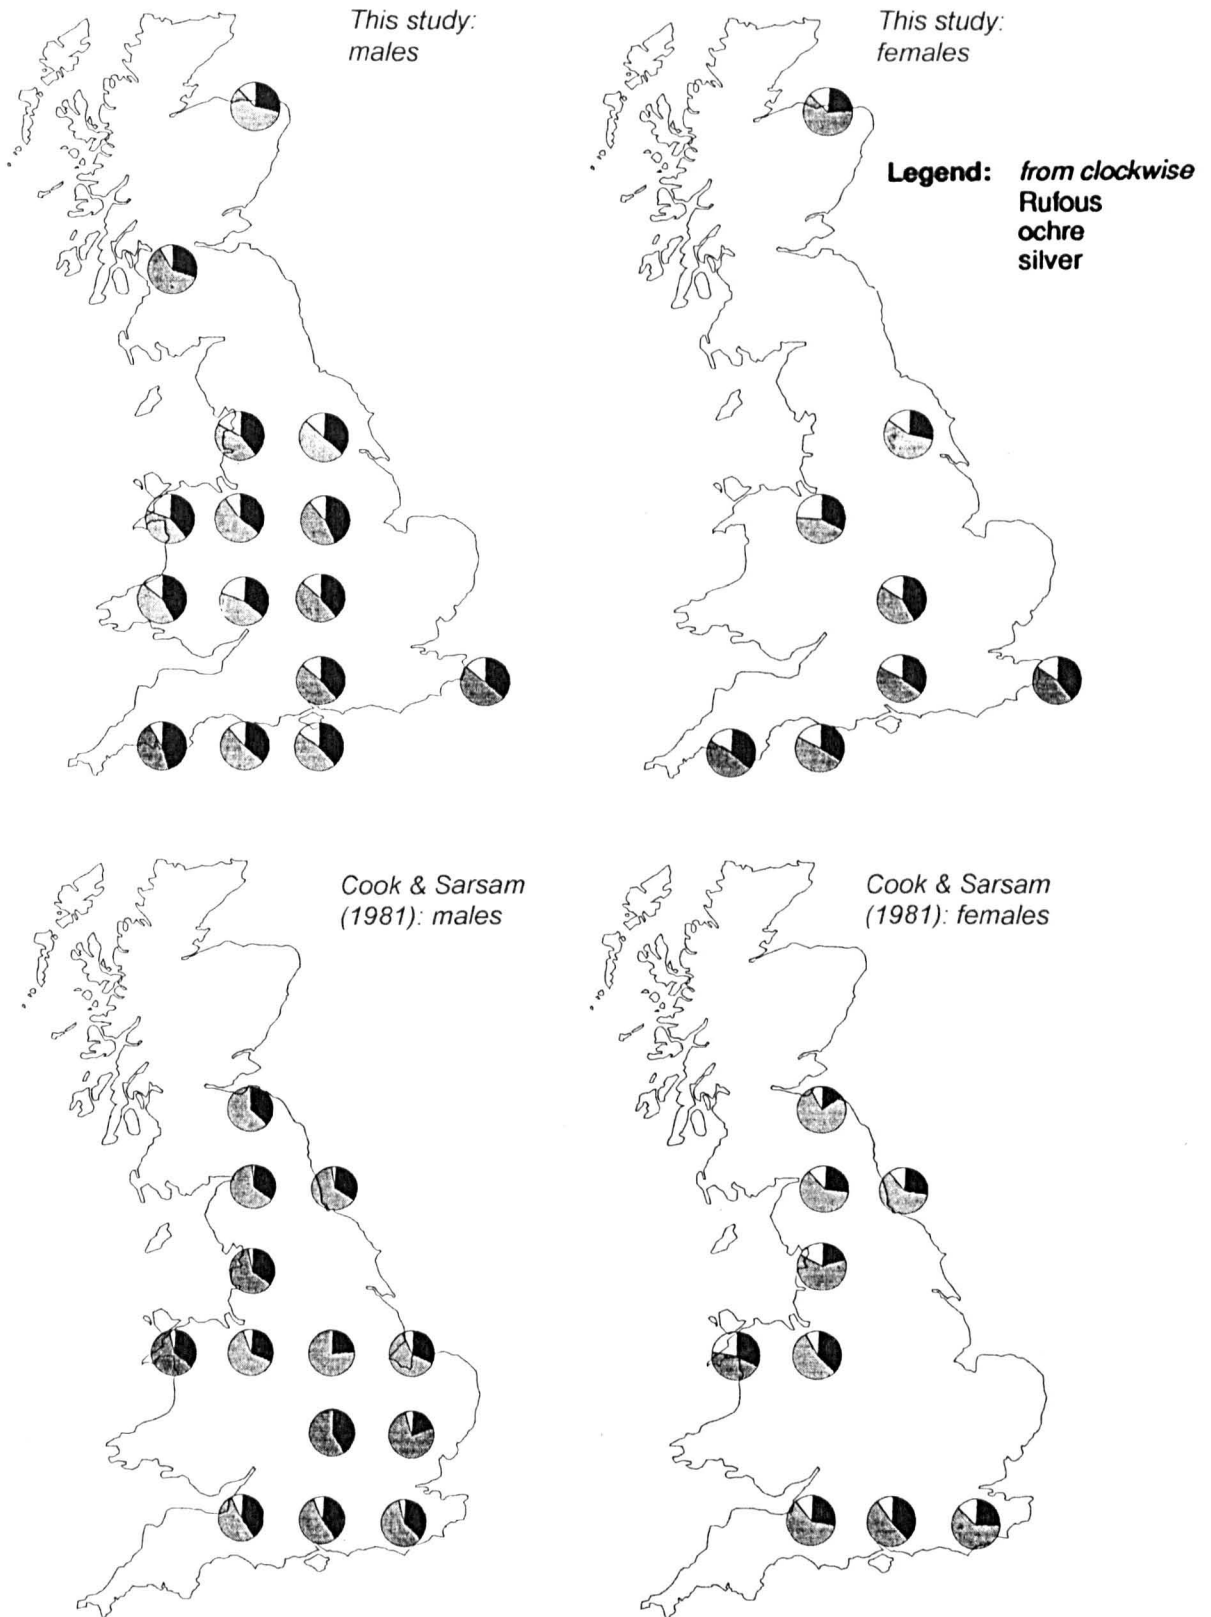 This study:
males
This study:
females
Legend: from clockwise
Rufous
ochre
silver
Cook & Sarsam
(1981): males
Cook & Sarsam
(1981): females